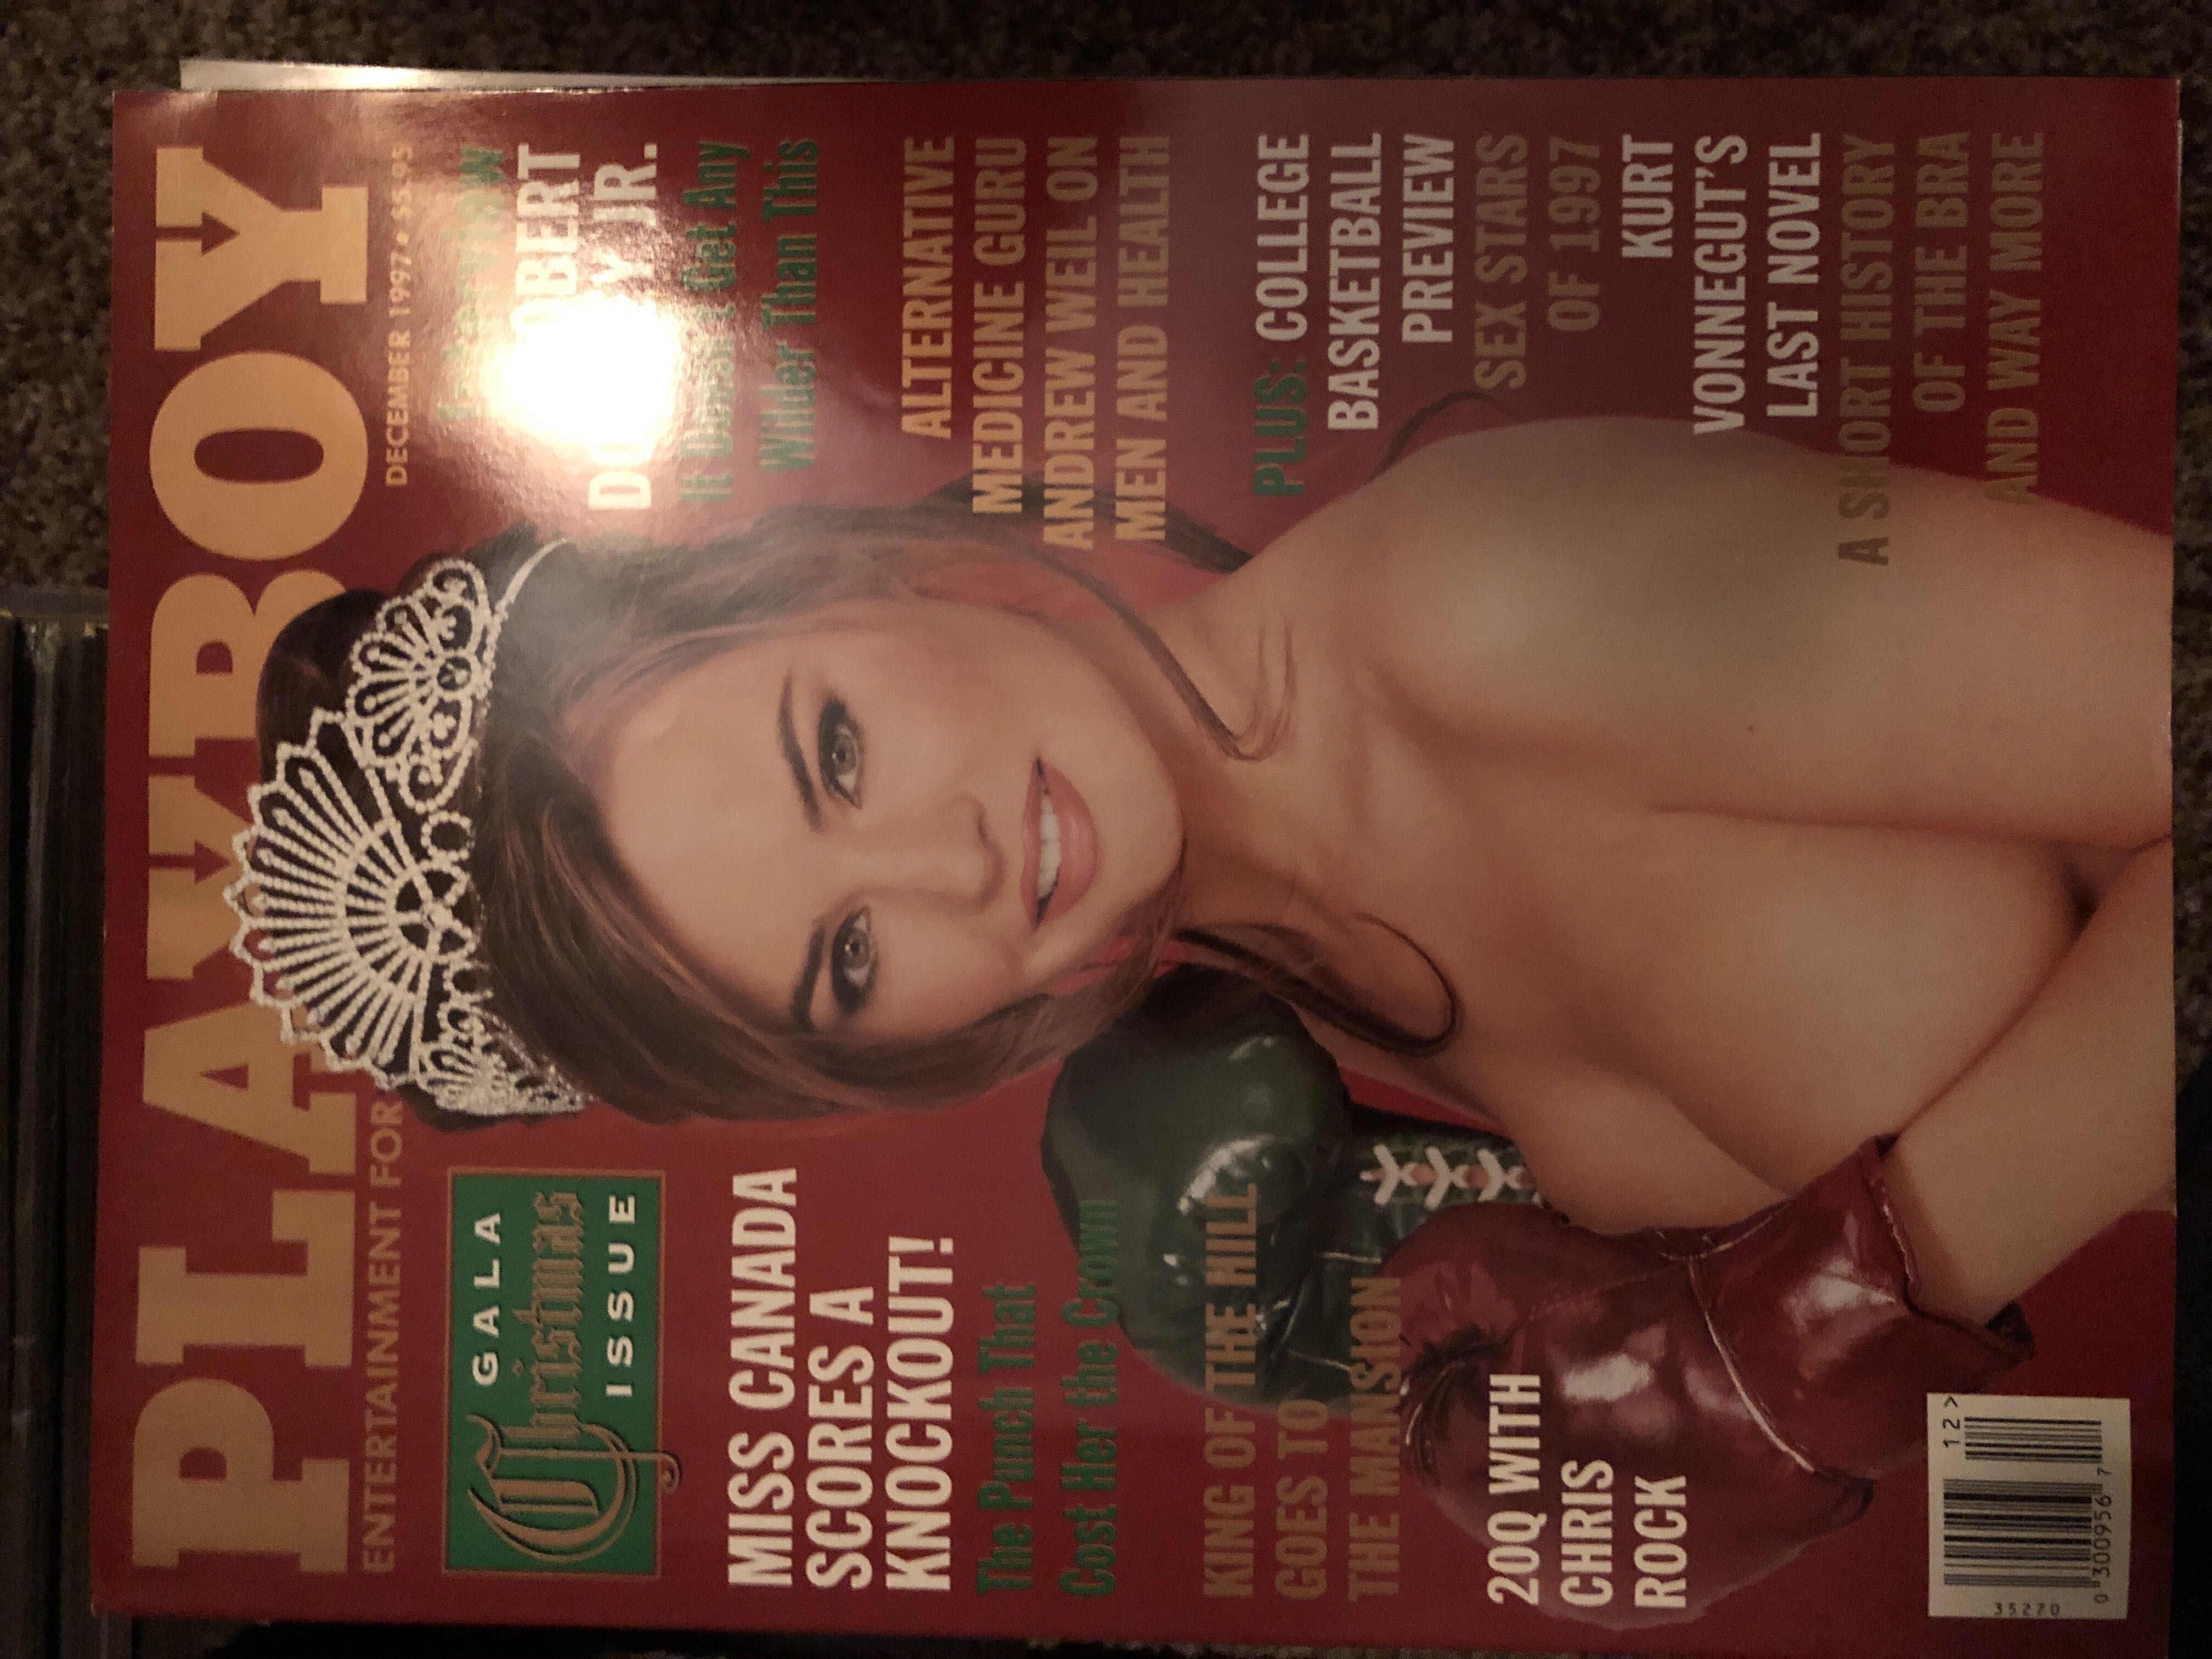 PLAYBOY
ENTERTAINMENT FOR
DECEMBER 1997 • $5.95
GALA
Christmas
ISSUE
MISS CANADA
SCORES A
KNOCKOUT!
The Punch That
Cost Her the Crown
KING OF THE HILL
GOES TO
THE MANSION
20Q WITH
CHRIS
ROCK
Interview
ROBERT
JR.
It Doesn't Get Any
Wilder Than This
ALTERNATIVE
MEDICINE GURU
ANDREW WEIL ON
MEN AND HEALTH
PLUS: COLLEGE
BASKETBALL
PREVIEW
SEX STARS
OF 1997
KURT
VONNEGUT'S
LAST NOVEL
A SHORT HISTORY
OF THE BRA
AND WAY MORE
12>
0 300956 7
35270